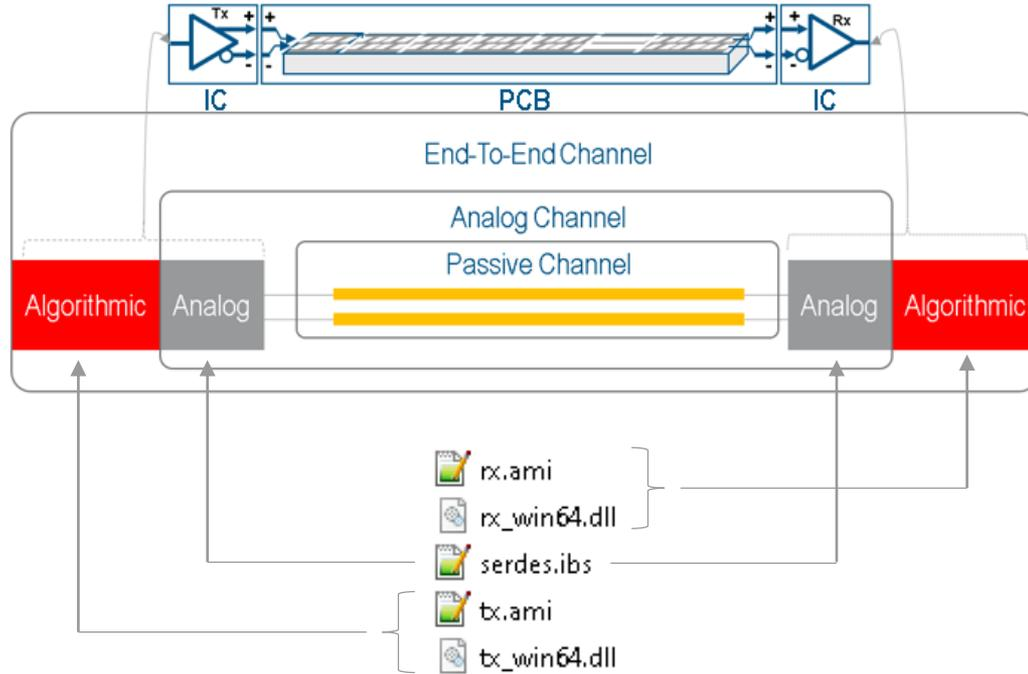 Tx + + + + Rx
- - - -
IC PCB IC
End-To-End Channel
Analog Channel
Passive Channel
Algorithmic Analog Analog Algorithmic
rx.ami
rx_win64.dll
serdes.ibs
tx.ami
tx_win64.dll